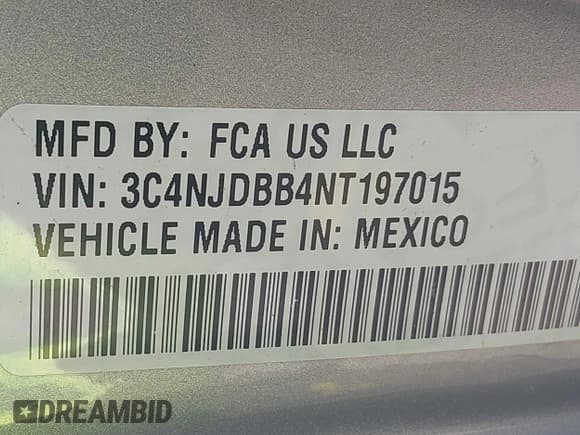 MFD BY: FCA US LLC
VIN: 3C4NJDBB4NT197015
VEHICLE MADE IN: MEXICO
DREAMBID